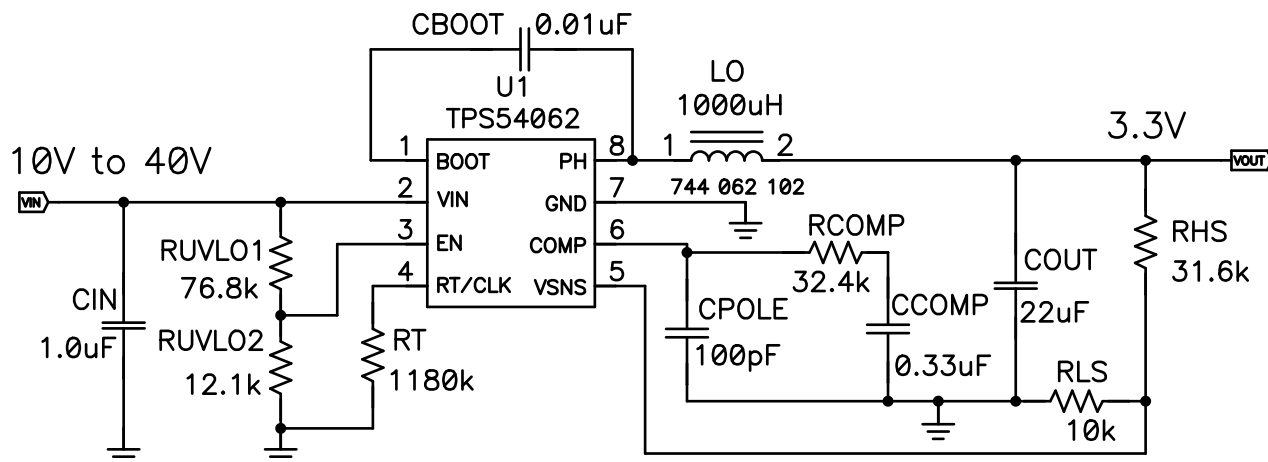 CBOOT 0.01uF
U1
TPS54062
LO
1000uH
3.3V
10V to 40V
1 BOOT PH 8 1 2
VOUT
744 062 102
VIN
2 VIN GND 7
3 EN COMP 6
4 RT/CLK VSNS 5
RUVLO1
76.8k
RCOMP
32.4k
RHS
31.6k
COUT
22uF
CIN
1.0uF
RUVLO2
12.1k
RT
1180k
CPOLE
100pF
CCOMP
0.33uF
RLS
10k